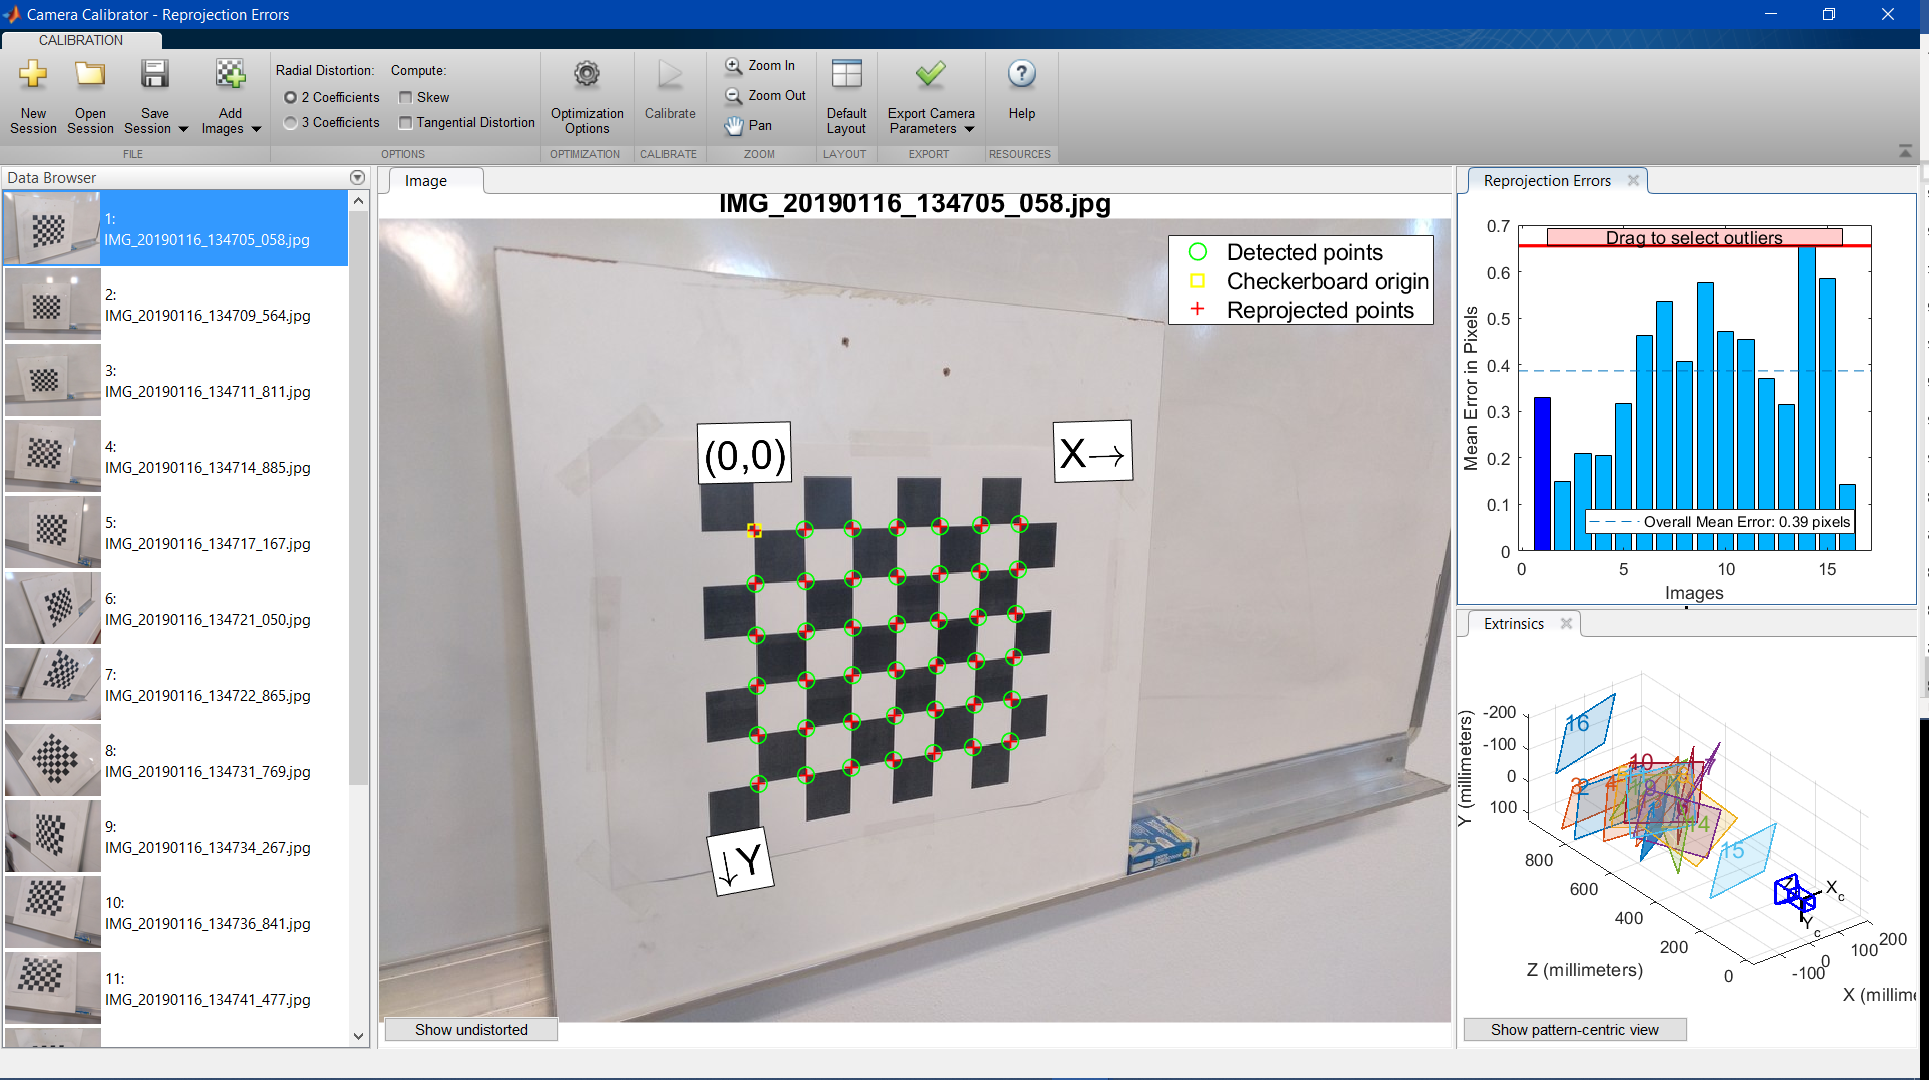 Camera Calibrator - Reprojection Errors
CALIBRATION
New Session
Open Session
Save Session
Add Images
FILE
Radial Distortion:
2 Coefficients
3 Coefficients
Compute:
Skew
Tangential Distortion
OPTIONS
Optimization Options
OPTIMIZATION
Calibrate
CALIBRATE
Zoom In
Zoom Out
Pan
ZOOM
Default Layout
LAYOUT
Export Camera Parameters
EXPORT
Help
RESOURCES
Data Browser
1:
IMG_20190116_134705_058.jpg
2:
IMG_20190116_134709_564.jpg
3:
IMG_20190116_134711_811.jpg
4:
IMG_20190116_134714_885.jpg
5:
IMG_20190116_134717_167.jpg
6:
IMG_20190116_134721_050.jpg
7:
IMG_20190116_134722_865.jpg
8:
IMG_20190116_134731_769.jpg
9:
IMG_20190116_134734_267.jpg
10:
IMG_20190116_134736_841.jpg
11:
IMG_20190116_134741_477.jpg
Image
IMG_20190116_134705_058.jpg
Detected points
Checkerboard origin
Reprojected points
(0,0)
X→
↓Y
Show undistorted
Reprojection Errors
Drag to select outliers
0.7
0.6
0.5
0.4
0.3
0.2
0.1
0
Mean Error in Pixels
Overall Mean Error: 0.39 pixels
0 5 10 15
Images
Extrinsics
-200
-100
0
100
Y (millimeters)
16
10
3
2
4
7
9
14
15
Z
Xc
Yc
800
600
400
200
0
Z (millimeters)
-100
0
100
200
X (millime
Show pattern-centric view